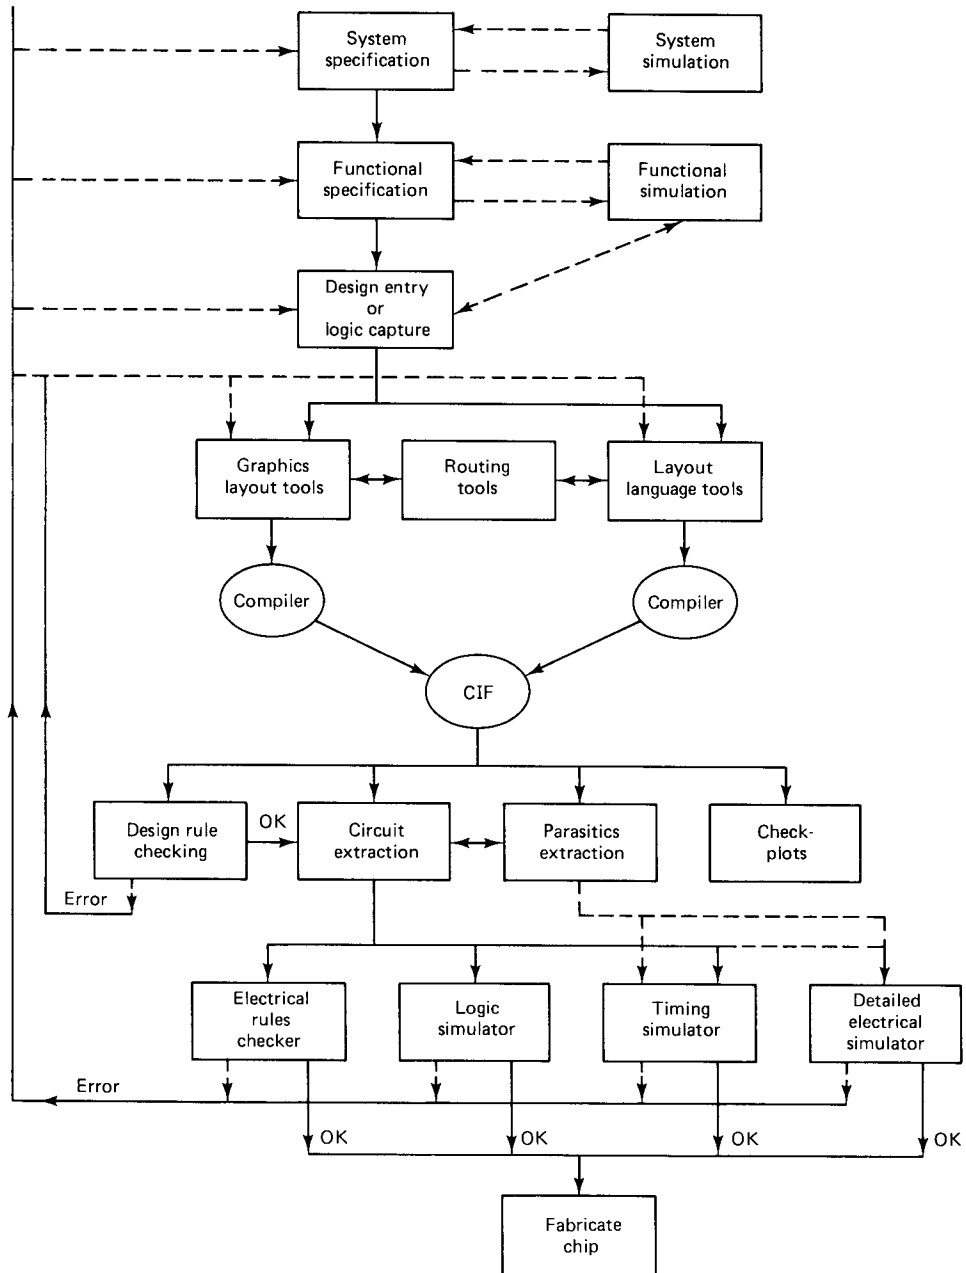 System
specification
System
simulation
Functional
specification
Functional
simulation
Design entry
or
logic capture
Graphics
layout tools
Routing
tools
Layout
language tools
Compiler
Compiler
CIF
Design rule
checking
OK
Circuit
extraction
Parasitics
extraction
Check-
plots
Error
Electrical
rules
checker
Logic
simulator
Timing
simulator
Detailed
electrical
simulator
Error
OK
OK
OK
OK
Fabricate
chip